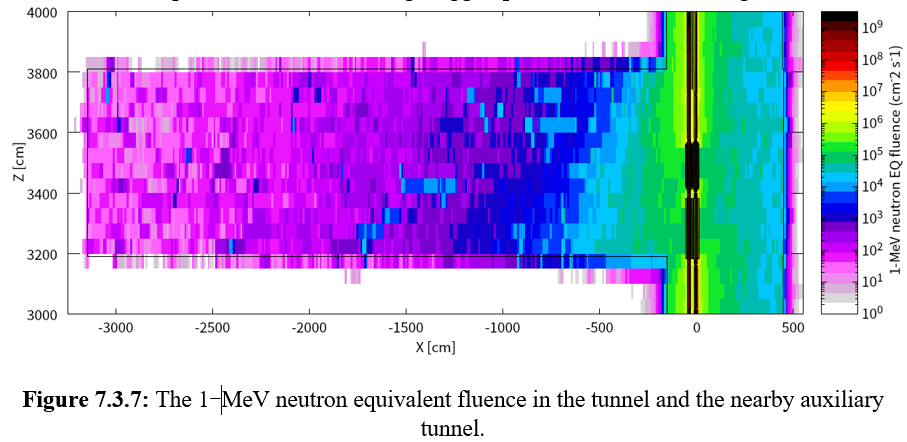 4000
3800
3600
3400
3200
3000
Z [cm]
-3000 -2500 -2000 -1500 -1000 -500 0 500
X [cm]
10⁹
10⁸
10⁷
10⁶
10⁵
10⁴
10³
10²
10¹
10⁰
1-MeV neutron EQ fluence (cm^-2 s-1)
Figure 7.3.7: The 1−MeV neutron equivalent fluence in the tunnel and the nearby auxiliary
tunnel.